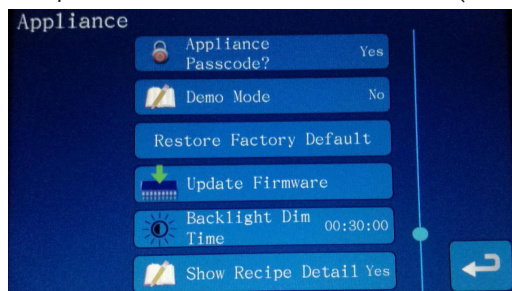 Appliance
Appliance
Passcode?
Yes
Demo Mode
No
Restore Factory Default
Update Firmware
Backlight Dim
Time
00:30:00
Show Recipe Detail Yes